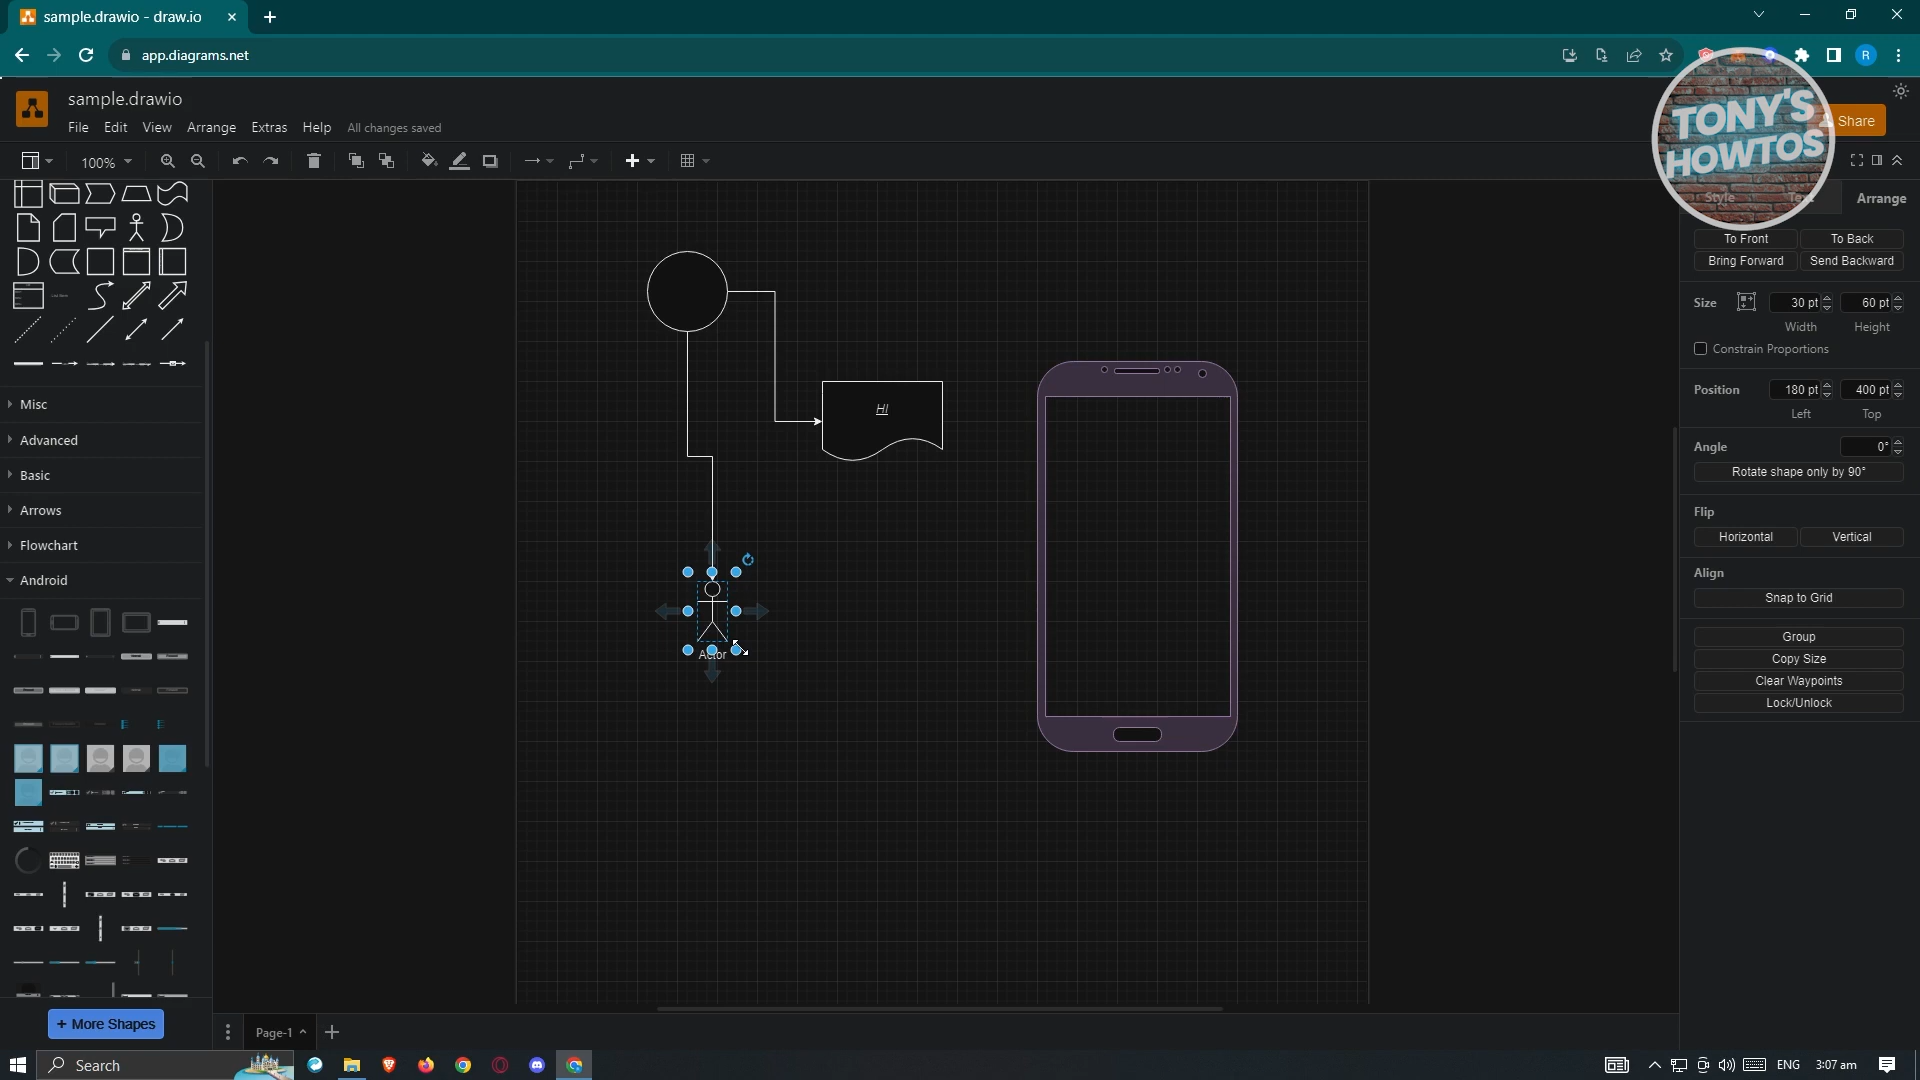 sample.drawio - draw.io
app.diagrams.net
R
sample.drawio
File Edit View Arrange Extras Help All changes saved
TONY'S
HOWTOS
Share
100%
Style Text Arrange
To Front To Back
Bring Forward Send Backward
Size 30 pt 60 pt
Width Height
Constrain Proportions
Position 180 pt 400 pt
Left Top
Angle 0°
Rotate shape only by 90°
Flip
Horizontal Vertical
Align
Snap to Grid
Group
Copy Size
Clear Waypoints
Lock/Unlock
HI
Actor
Misc
Advanced
Basic
Arrows
Flowchart
Android
+ More Shapes
Page-1
Search
ENG 3:07 am